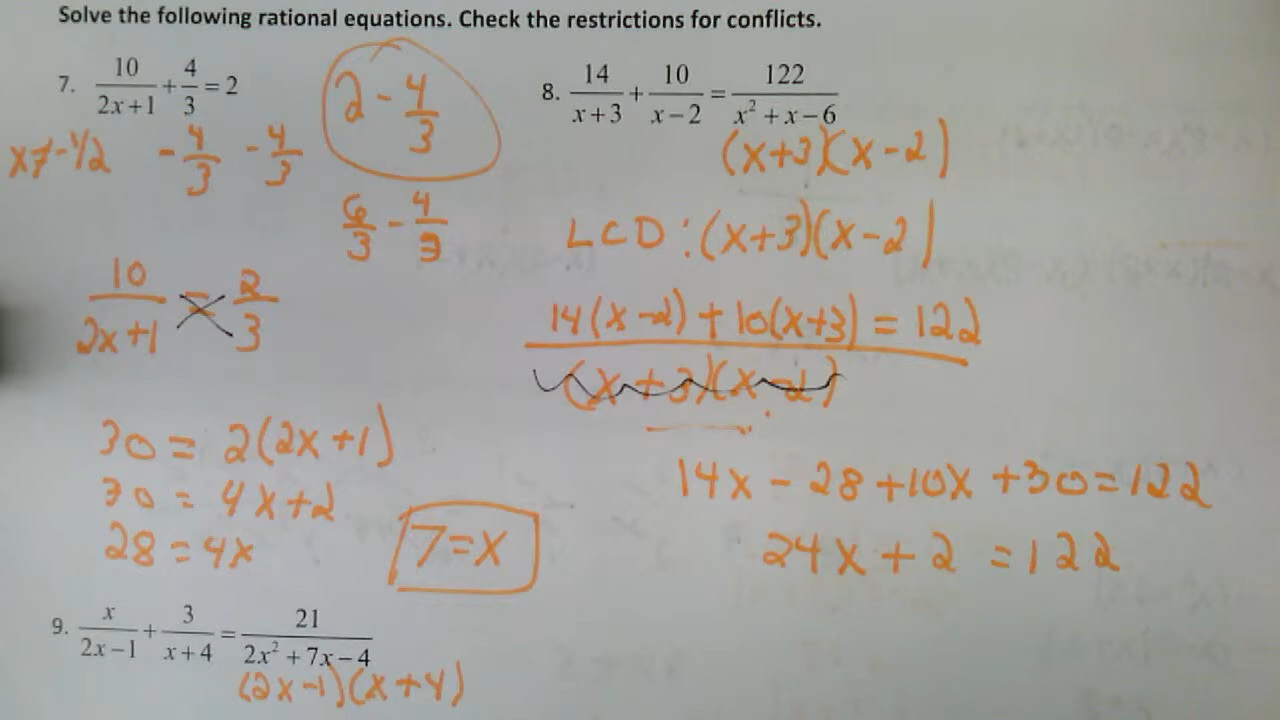 Solve the following rational equations. Check the restrictions for conflicts.
7. 10/(2x+1) + 4/3 = 2
x≠-1/2
-4/3 -4/3
2 - 4/3
6/3 - 4/3
10/(2x+1) = 2/3
30 = 2(2x+1)
30 = 4x+2
28 = 4x
7=x
8. 14/(x+3) + 10/(x-2) = 122/(x²+x-6)
(x+3)(x-2)
LCD: (x+3)(x-2)
14(x-2) + 10(x+3) = 122
(x+3)(x-2)
14x - 28 + 10x + 30 = 122
24x + 2 = 122
9. x/(2x-1) + 3/(x+4) = 21/(2x²+7x-4)
(2x-1)(x+4)